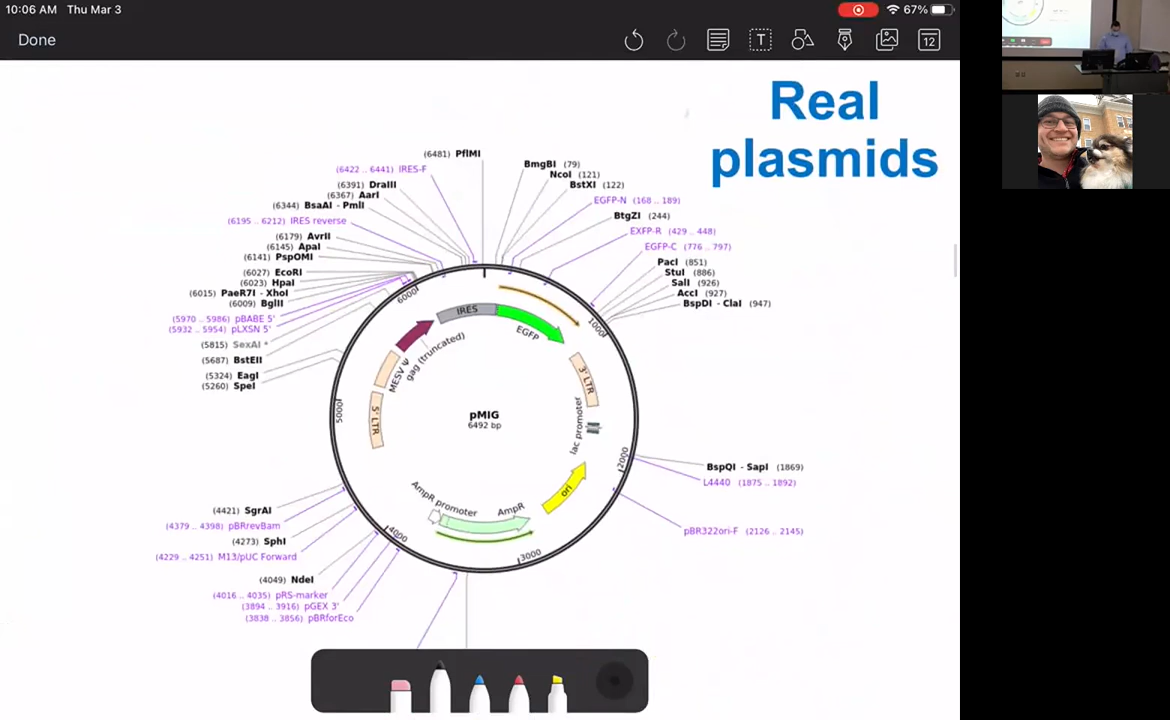 10:06 AM Thu Mar 3
67%
Done
T
12
Real
plasmids
(6481) PflMI
(6422 .. 6441) IRES-F
(6391) DraIII
(6367) AarI
(6344) BsaAI - PmlI
(6195 .. 6212) IRES reverse
(6179) AvrII
(6145) ApaI
(6141) PspOMI
(6027) EcoRI
(6023) HpaI
(6015) PaeR7I - XhoI
(6009) BglII
(5970 .. 5986) pBABE 5'
(5932 .. 5954) pLXSN 5'
(5815) SexAI *
(5687) BstEII
(5324) EagI
(5260) SpeI
BmgBI (79)
NcoI (121)
BstXI (122)
EGFP-N (168 .. 189)
BtgZI (244)
EXFP-R (429 .. 448)
EGFP-C (776 .. 797)
PacI (851)
StuI (886)
SalI (926)
AccI (927)
BspDI - ClaI (947)
6000
1000
IRES
EGFP
gag (truncated)
MESV Ψ
5' LTR
3' LTR
5000
pMIG
6492 bp
lac promoter
2000
BspQI - SapI (1869)
L4440 (1875 .. 1892)
pBR322ori-F (2126 .. 2145)
ori
AmpR promoter
AmpR
3000
4000
(4421) SgrAI
(4379 .. 4398) pBRrevBam
(4273) SphI
(4229 .. 4251) M13/pUC Forward
(4049) NdeI
(4016 .. 4035) pRS-marker
(3894 .. 3916) pGEX 3'
(3838 .. 3856) pBRforEco